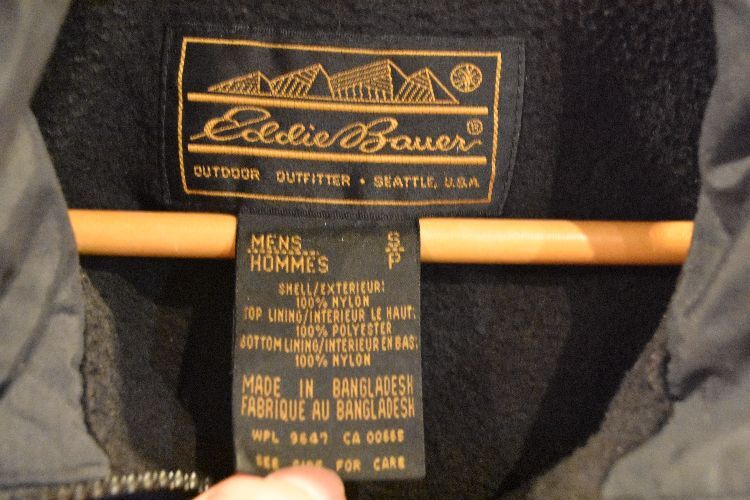 Eddie Bauer®
OUTDOOR OUTFITTER • SEATTLE, U.S.A
MENS S
HOMMES P
SHELL/EXTERIEUR:
100% NYLON
TOP LINING/INTERIEUR LE HAUT:
100% POLYESTER
BOTTOM LINING/INTERIEUR EN BAS:
100% NYLON
MADE IN BANGLADESH
FABRIQUE AU BANGLADESH
WPL 9647 CA 00668
SEE SIDE FOR CARE